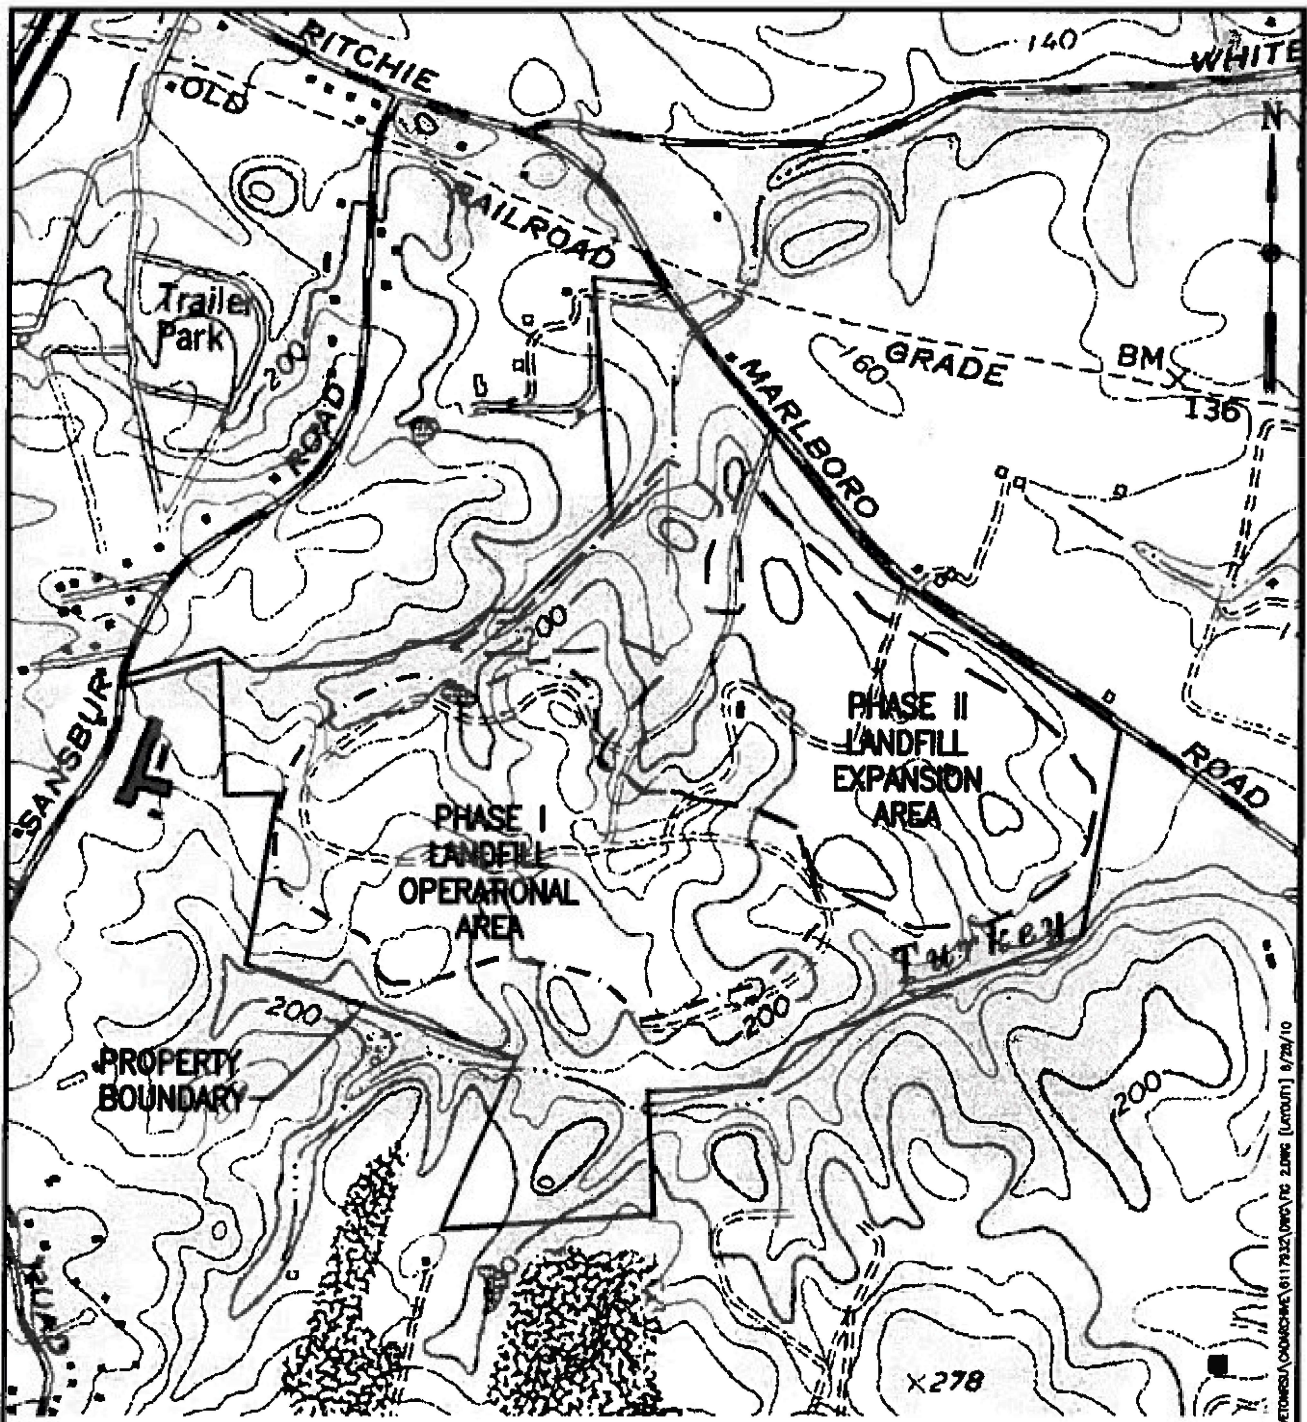 RITCHIE
140
WHITE
OLD
N
RAILROAD
Trailer
Park
200
GRADE
BM
160
136
MARLBORO
ROAD
200
SANSBUR
PHASE II
LANDFILL
EXPANSION
AREA
ROAD
PHASE I
LANDFILL
OPERATIONAL
AREA
Turkey
200
200
PROPERTY
BOUNDARY
200
×278